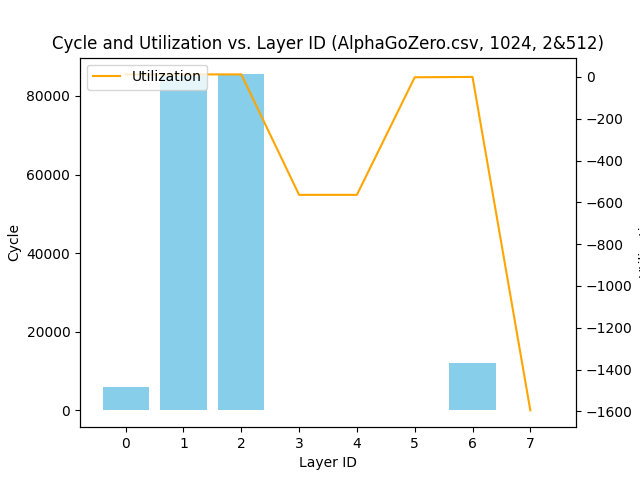 Cycle and Utilization vs. Layer ID (AlphaGoZero.csv, 1024, 2&512)
Utilization
80000
60000
40000
20000
0
Cycle
0
−200
−400
−600
−800
−1000
−1200
−1400
−1600
0 1 2 3 4 5 6 7
Layer ID